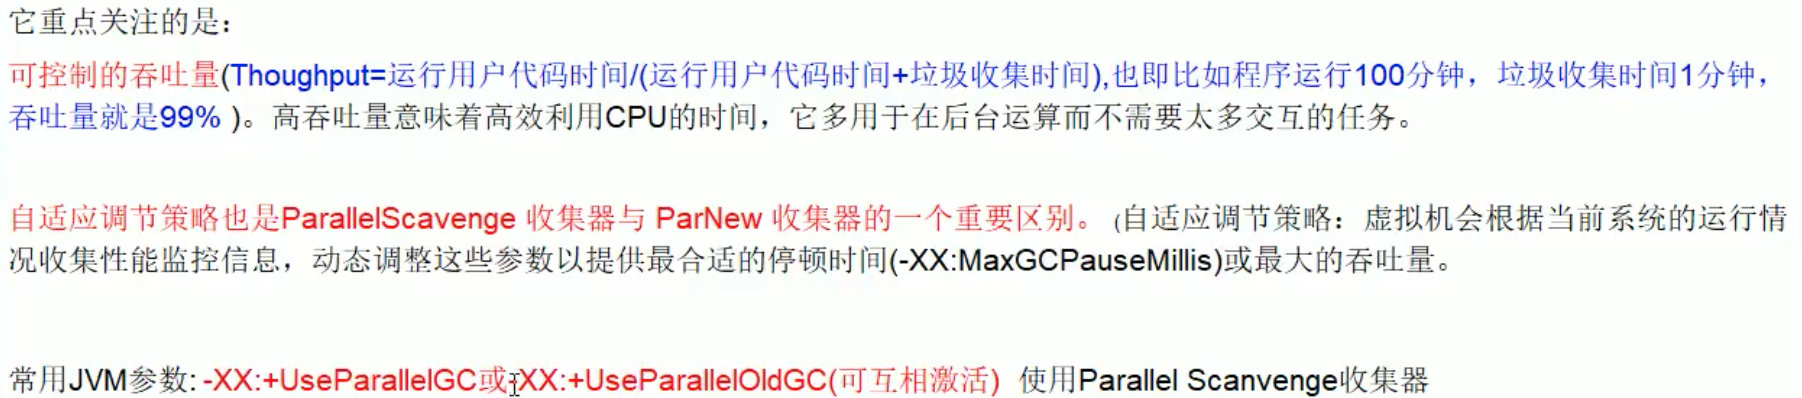 它重点关注的是:
可控制的吞吐量(Thoughput=运行用户代码时间/(运行用户代码时间+垃圾收集时间),也即比如程序运行100分钟，垃圾收集时间1分钟，
吞吐量就是99% )。高吞吐量意味着高效利用CPU的时间，它多用于在后台运算而不需要太多交互的任务。
自适应调节策略也是ParallelScavenge 收集器与 ParNew 收集器的一个重要区别。(自适应调节策略：虚拟机会根据当前系统的运行情
况收集性能监控信息，动态调整这些参数以提供最合适的停顿时间(-XX:MaxGCPauseMillis)或最大的吞吐量。
常用JVM参数: -XX:+UseParallelGC或-XX:+UseParallelOldGC(可互相激活) 使用Parallel Scanvenge收集器